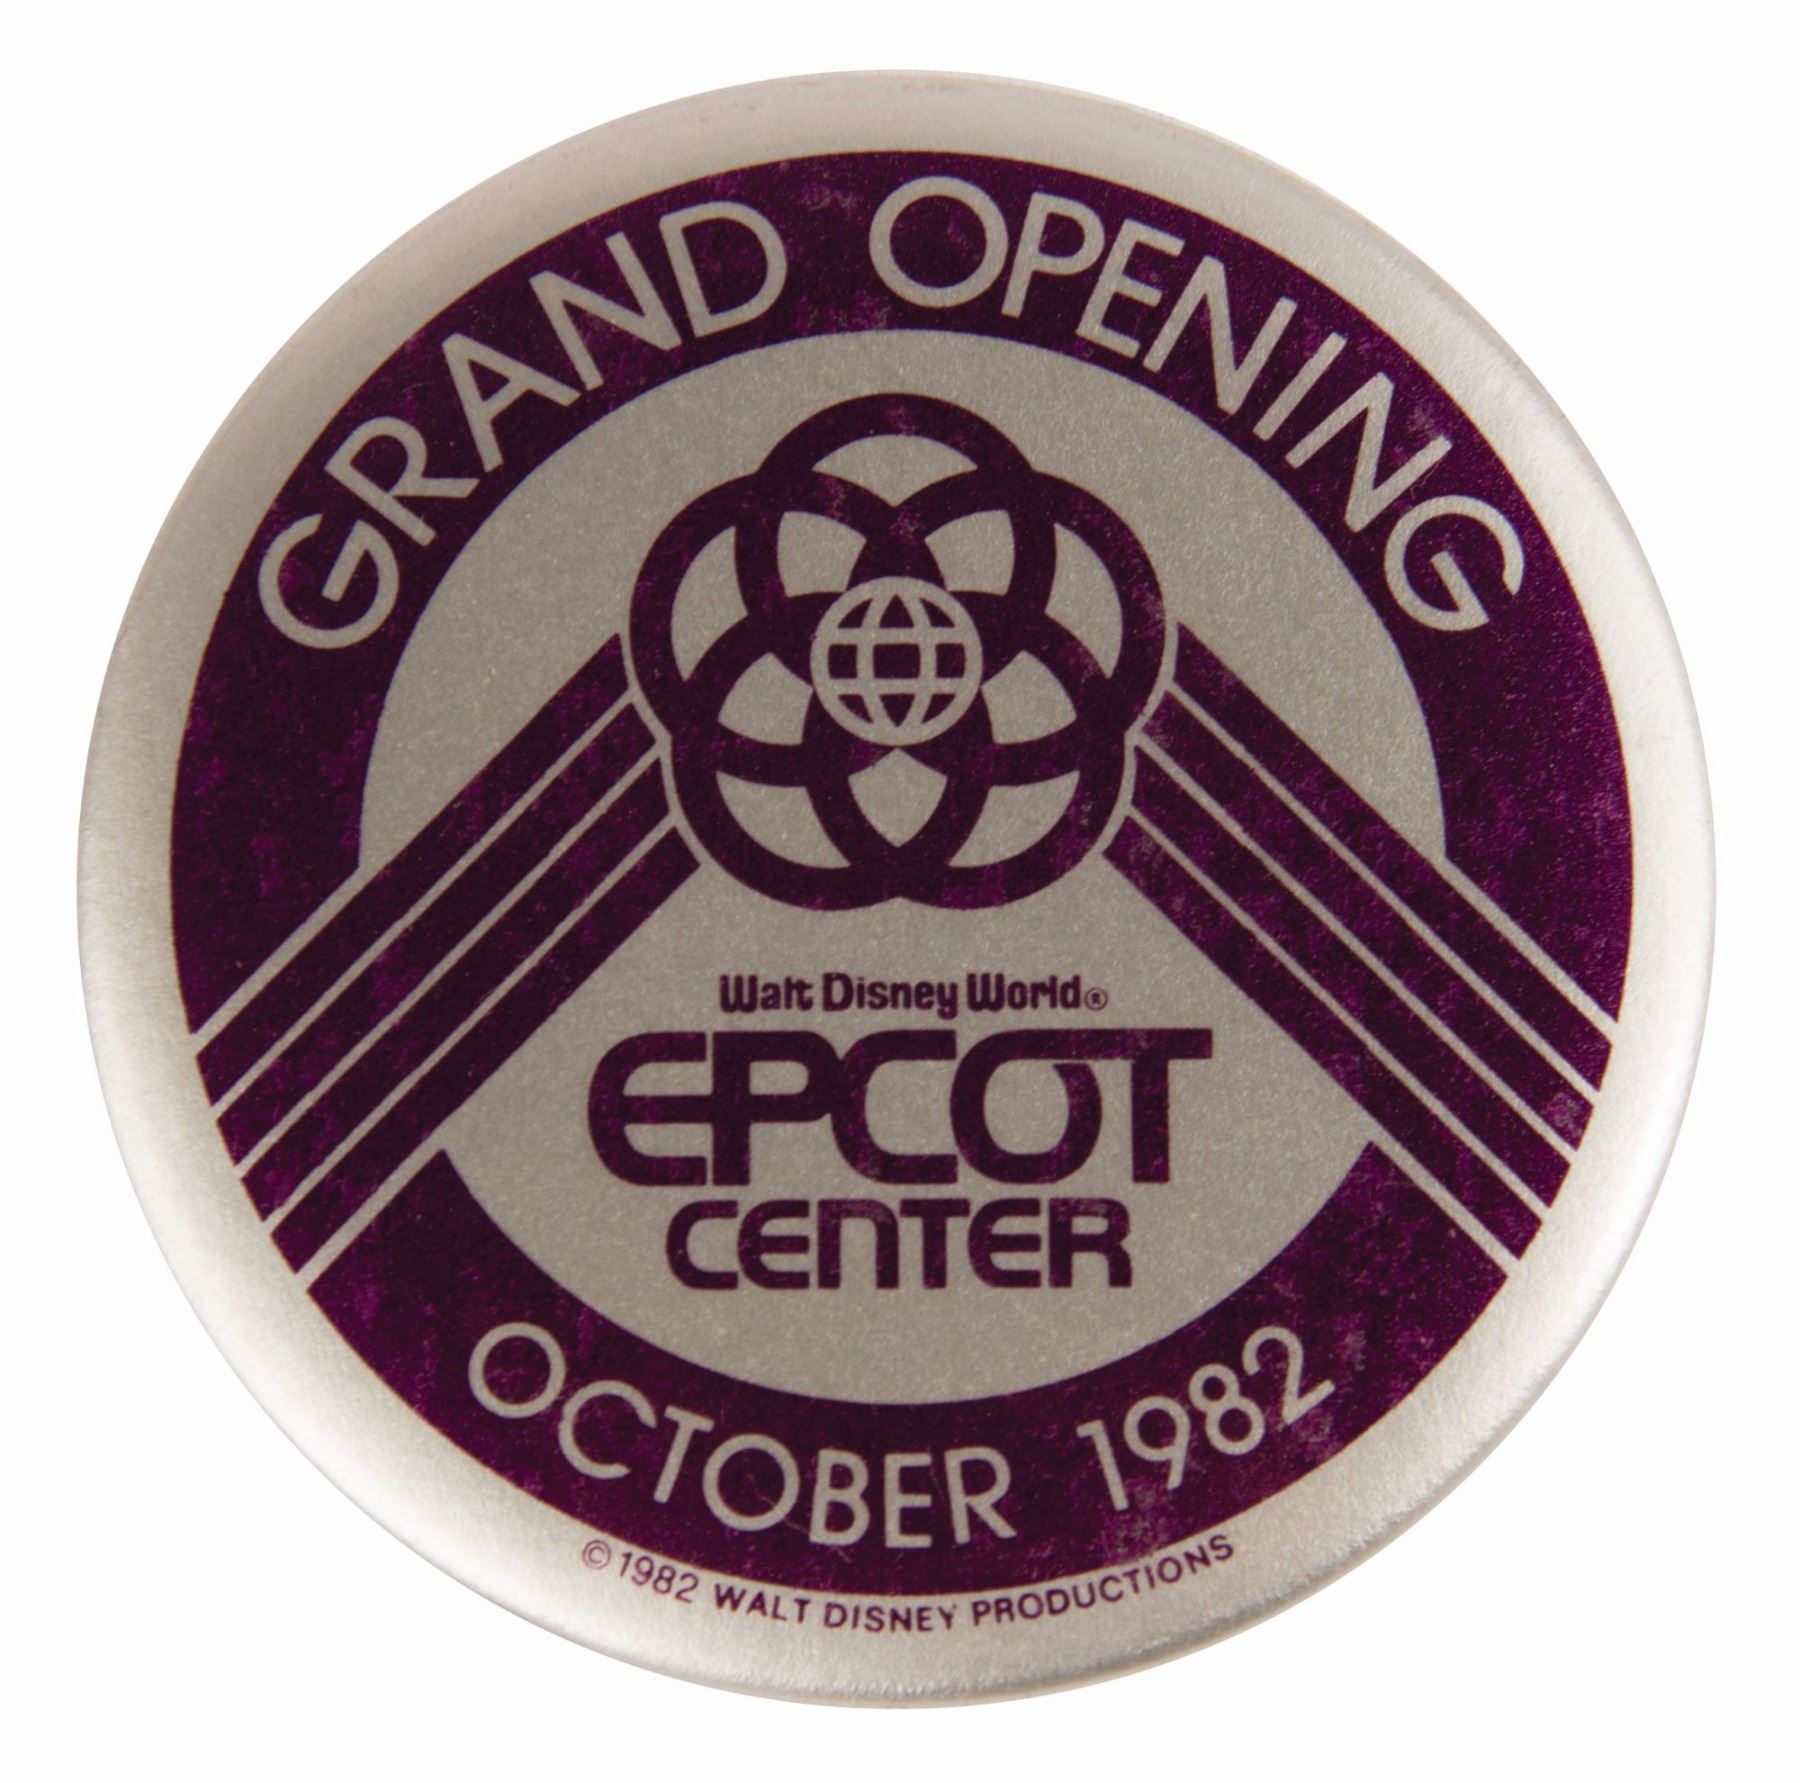 GRAND OPENING
Walt Disney World®
EPCOT
CENTER
OCTOBER 1982
© 1982 WALT DISNEY PRODUCTIONS